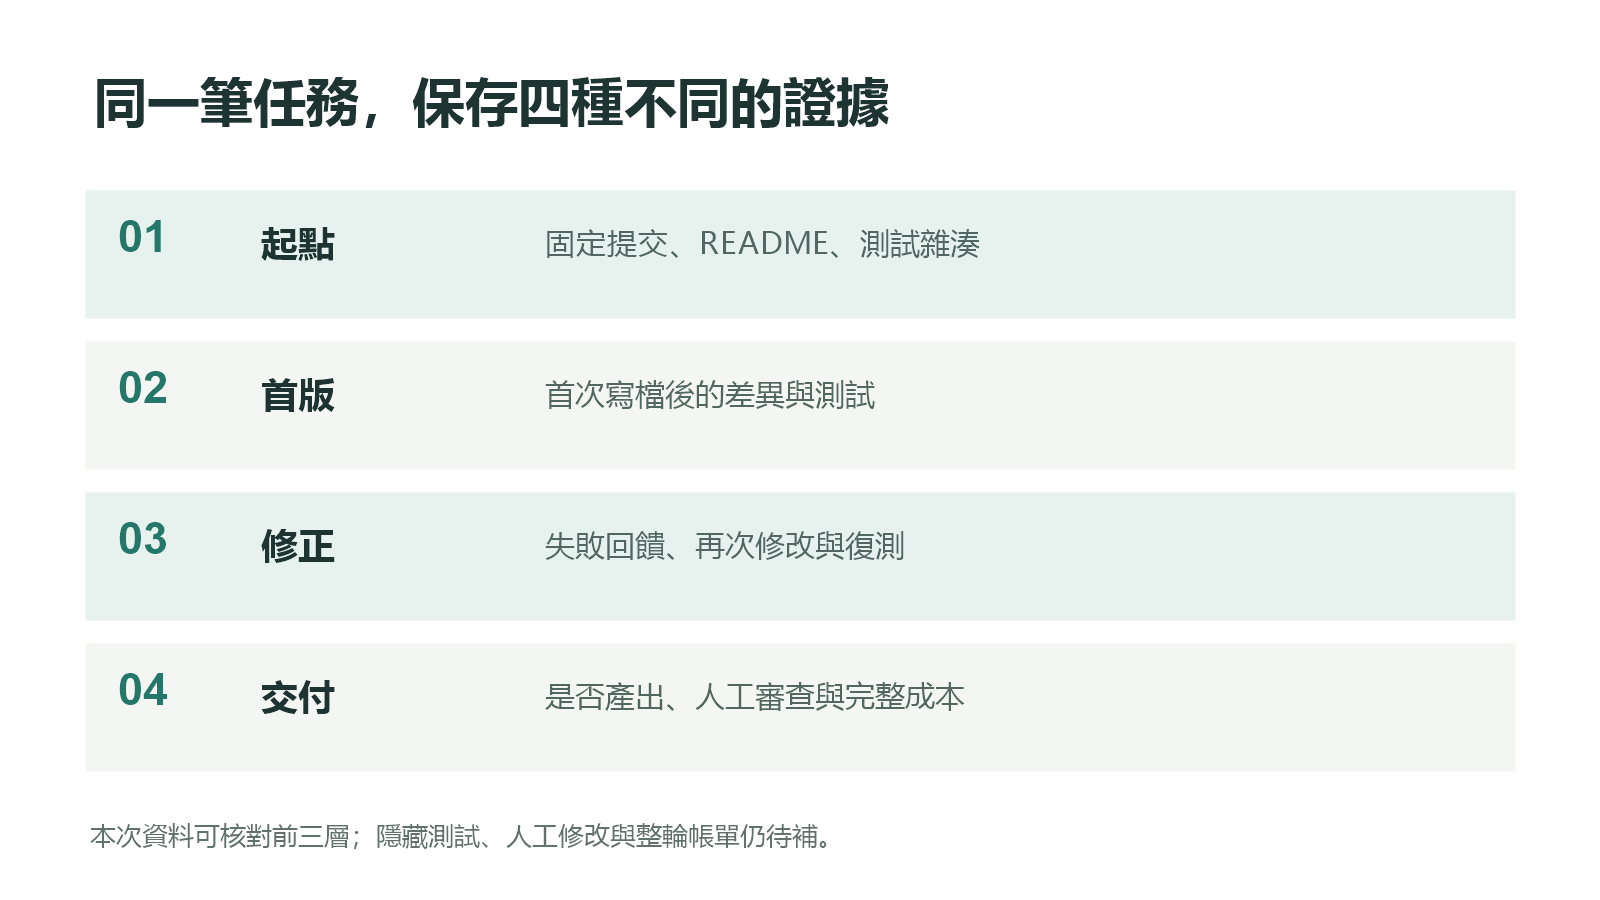 同一筆任務，保存四種不同的證據
01 起點 固定提交、README、測試雜湊
02 首版 首次寫檔後的差異與測試
03 修正 失敗回饋、再次修改與復測
04 交付 是否產出、人工審查與完整成本
本次資料可核對前三層；隱藏測試、人工修改與整輪帳單仍待補。